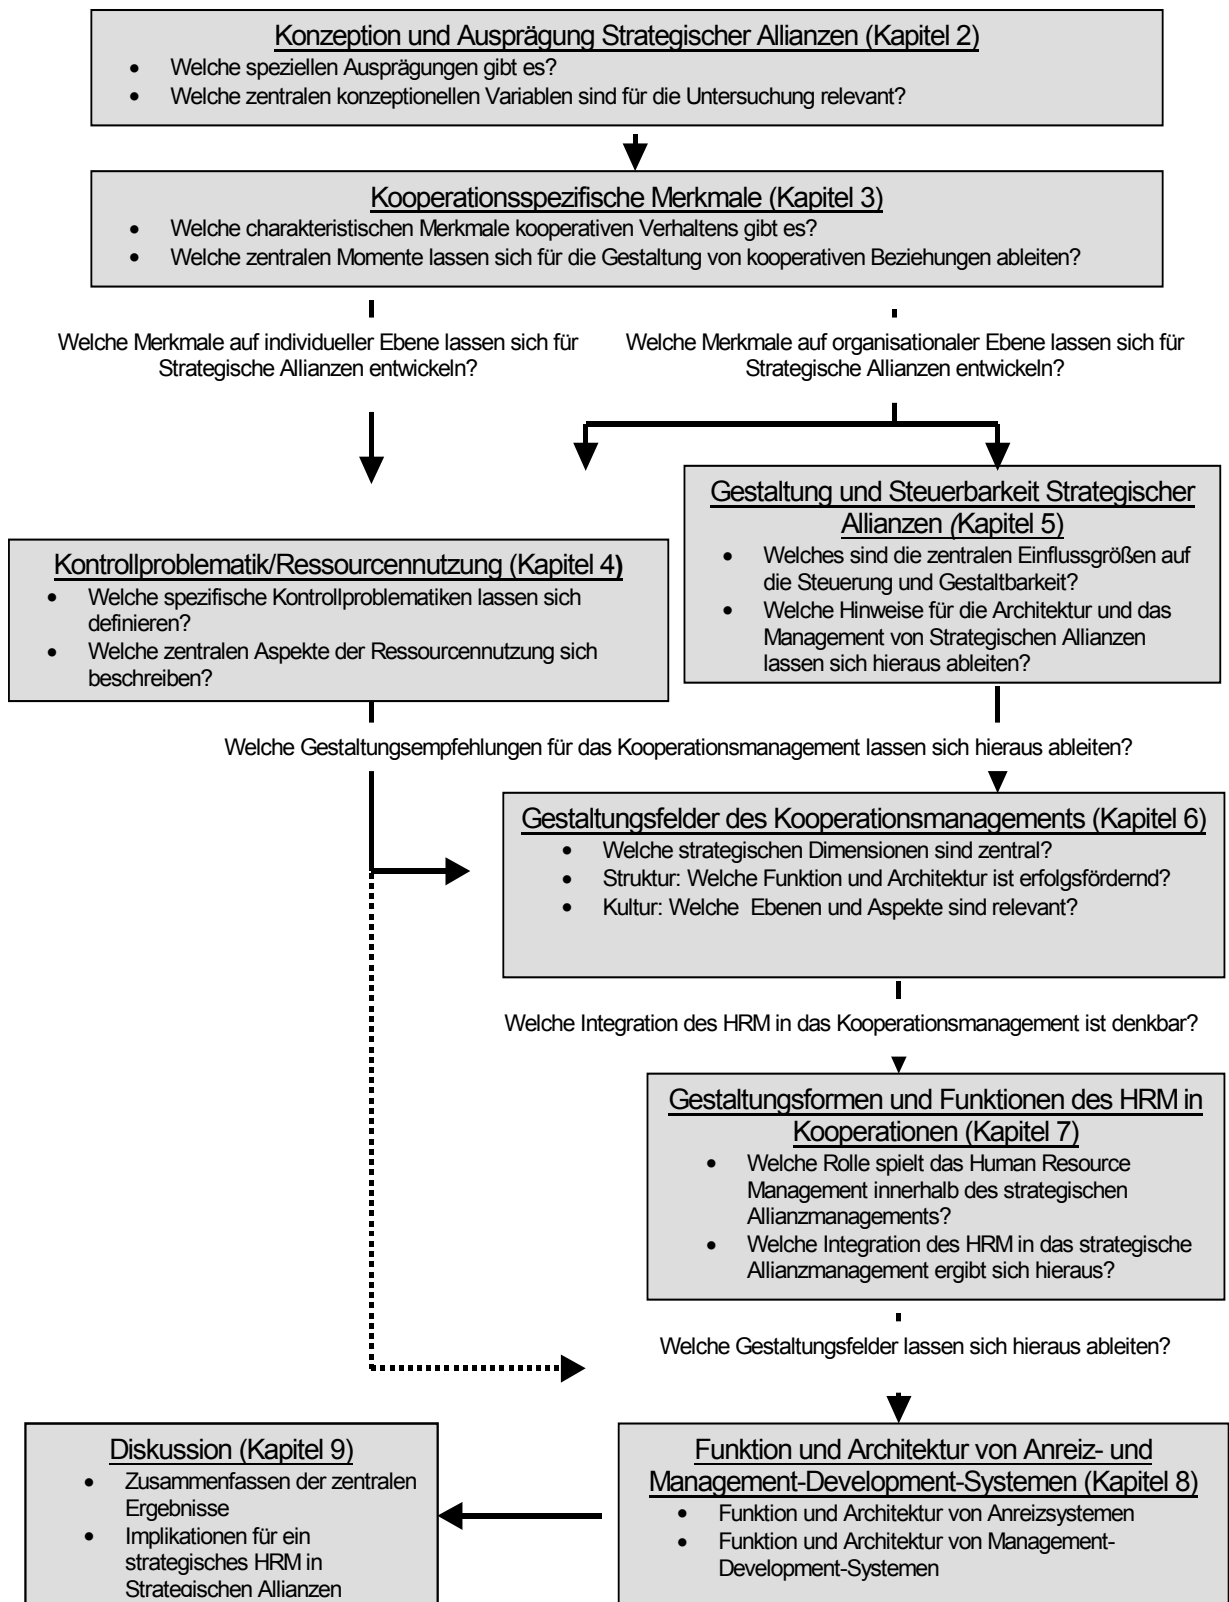 Konzeption und Ausprägung Strategischer Allianzen (Kapitel 2)
• Welche speziellen Ausprägungen gibt es?
• Welche zentralen konzeptionellen Variablen sind für die Untersuchung relevant?
Kooperationsspezifische Merkmale (Kapitel 3)
• Welche charakteristischen Merkmale kooperativen Verhaltens gibt es?
• Welche zentralen Momente lassen sich für die Gestaltung von kooperativen Beziehungen ableiten?
Welche Merkmale auf individueller Ebene lassen sich für
Strategische Allianzen entwickeln?
Welche Merkmale auf organisationaler Ebene lassen sich für
Strategische Allianzen entwickeln?
Kontrollproblematik/Ressourcennutzung (Kapitel 4)
• Welche spezifische Kontrollproblematiken lassen sich
definieren?
• Welche zentralen Aspekte der Ressourcennutzung sich
beschreiben?
Gestaltung und Steuerbarkeit Strategischer
Allianzen (Kapitel 5)
• Welches sind die zentralen Einflussgrößen auf
die Steuerung und Gestaltbarkeit?
• Welche Hinweise für die Architektur und das
Management von Strategischen Allianzen
lassen sich hieraus ableiten?
Welche Gestaltungsempfehlungen für das Kooperationsmanagement lassen sich hieraus ableiten?
Gestaltungsfelder des Kooperationsmanagements (Kapitel 6)
• Welche strategischen Dimensionen sind zentral?
• Struktur: Welche Funktion und Architektur ist erfolgsfördernd?
• Kultur: Welche Ebenen und Aspekte sind relevant?
Welche Integration des HRM in das Kooperationsmanagement ist denkbar?
Gestaltungsformen und Funktionen des HRM in
Kooperationen (Kapitel 7)
• Welche Rolle spielt das Human Resource
Management innerhalb des strategischen
Allianzmanagements?
• Welche Integration des HRM in das strategische
Allianzmanagement ergibt sich hieraus?
Welche Gestaltungsfelder lassen sich hieraus ableiten?
Funktion und Architektur von Anreiz- und
Management-Development-Systemen (Kapitel 8)
• Funktion und Architektur von Anreizsystemen
• Funktion und Architektur von Management-
Development-Systemen
Diskussion (Kapitel 9)
• Zusammenfassen der zentralen
Ergebnisse
• Implikationen für ein
strategisches HRM in
Strategischen Allianzen